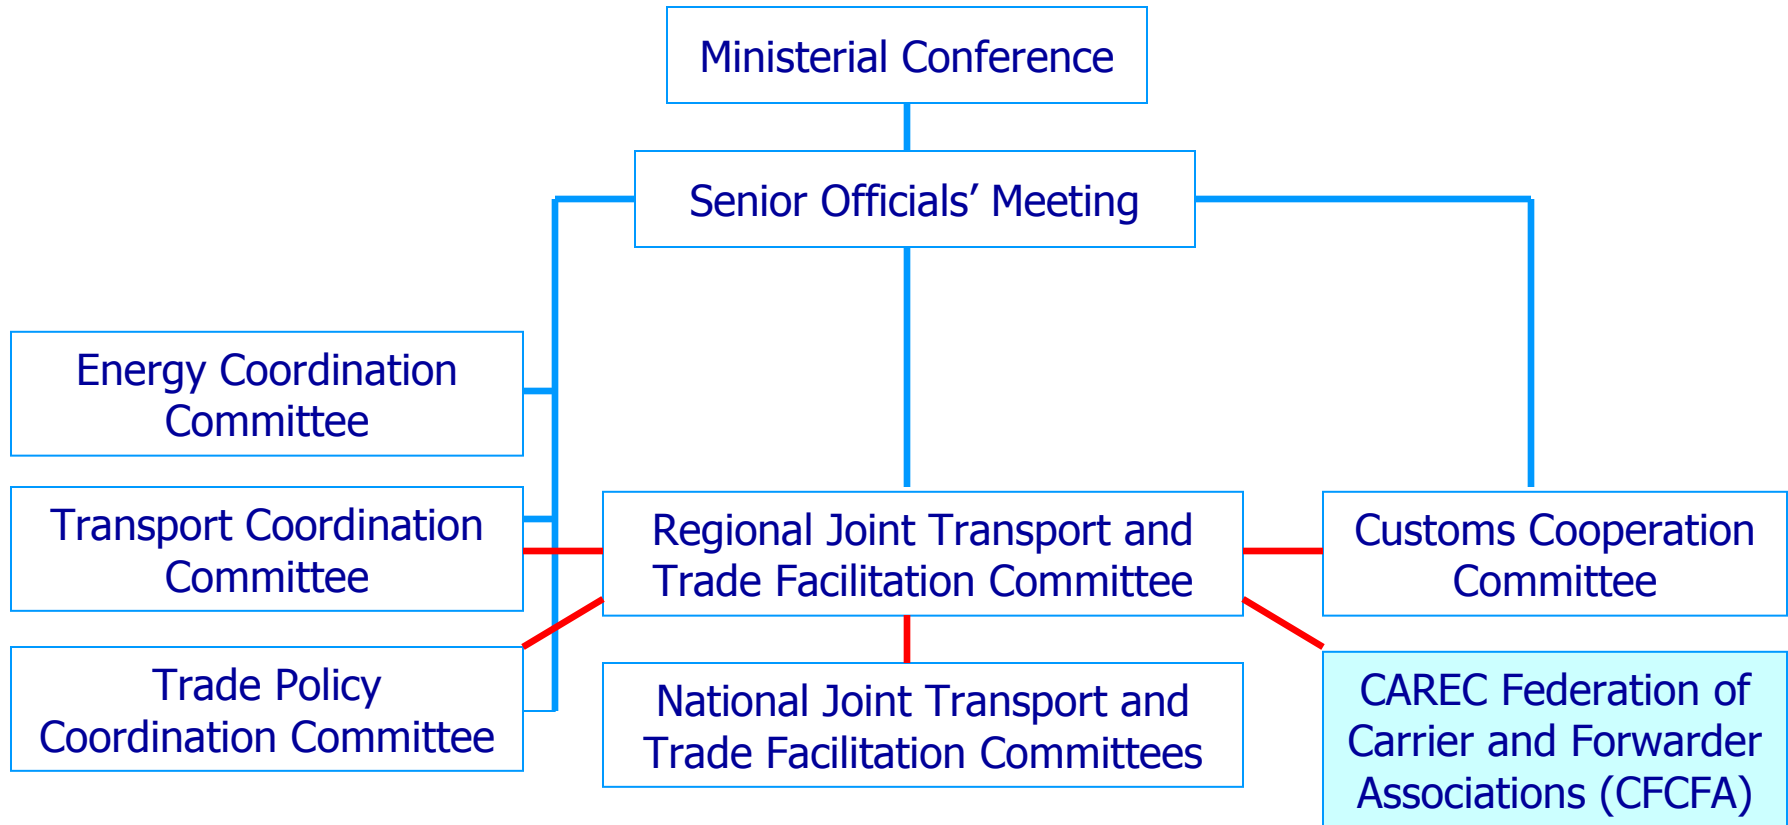 Ministerial Conference
Senior Officials’ Meeting
Energy Coordination
Committee
Transport Coordination
Committee
Regional Joint Transport and
Trade Facilitation Committee
Customs Cooperation
Committee
Trade Policy
Coordination Committee
National Joint Transport and
Trade Facilitation Committees
CAREC Federation of
Carrier and Forwarder
Associations (CFCFA)